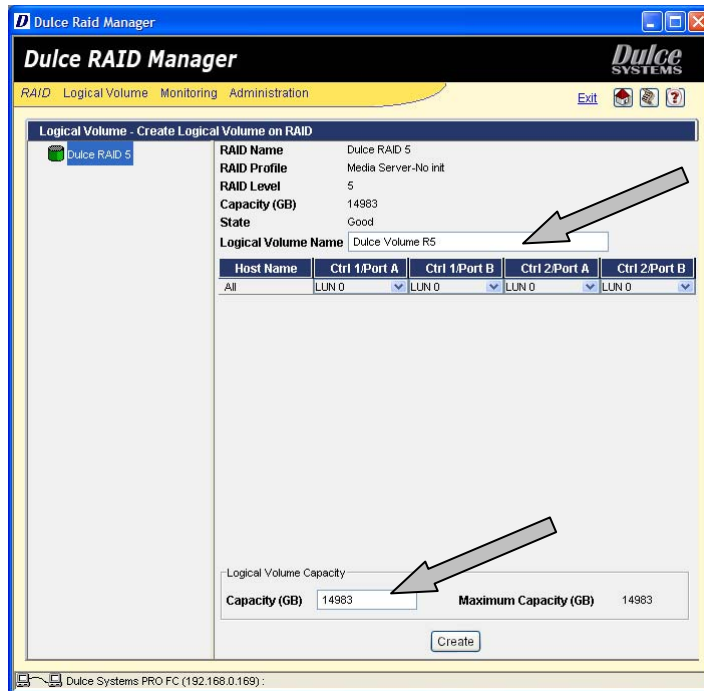 Dulce Raid Manager
Dulce RAID Manager
Dulce
SYSTEMS
RAID Logical Volume Monitoring Administration
Exit
Logical Volume - Create Logical Volume on RAID
Dulce RAID 5
RAID Name Dulce RAID 5
RAID Profile Media Server-No init
RAID Level 5
Capacity (GB) 14983
State Good
Logical Volume Name Dulce Volume R5
Host Name Ctrl 1/Port A Ctrl 1/Port B Ctrl 2/Port A Ctrl 2/Port B
All LUN 0 LUN 0 LUN 0 LUN 0
Logical Volume Capacity
Capacity (GB) 14983 Maximum Capacity (GB) 14983
Create
Dulce Systems PRO FC (192.168.0.169) :